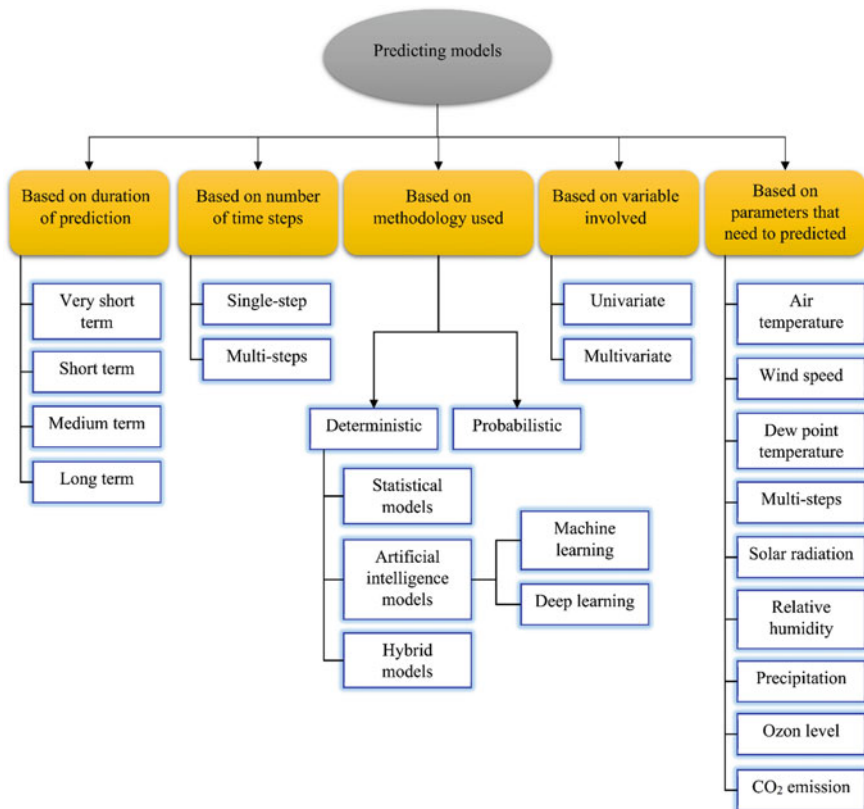 Predicting models
Based on duration
of prediction
Based on number
of time steps
Based on
methodology used
Based on variable
involved
Based on
parameters that
need to predicted
Very short
term
Short term
Medium term
Long term
Single-step
Multi-steps
Deterministic
Probabilistic
Statistical
models
Artificial
intelligence
models
Hybrid
models
Machine
learning
Deep learning
Univariate
Multivariate
Air
temperature
Wind speed
Dew point
temperature
Multi-steps
Solar radiation
Relative
humidity
Precipitation
Ozon level
CO₂ emission